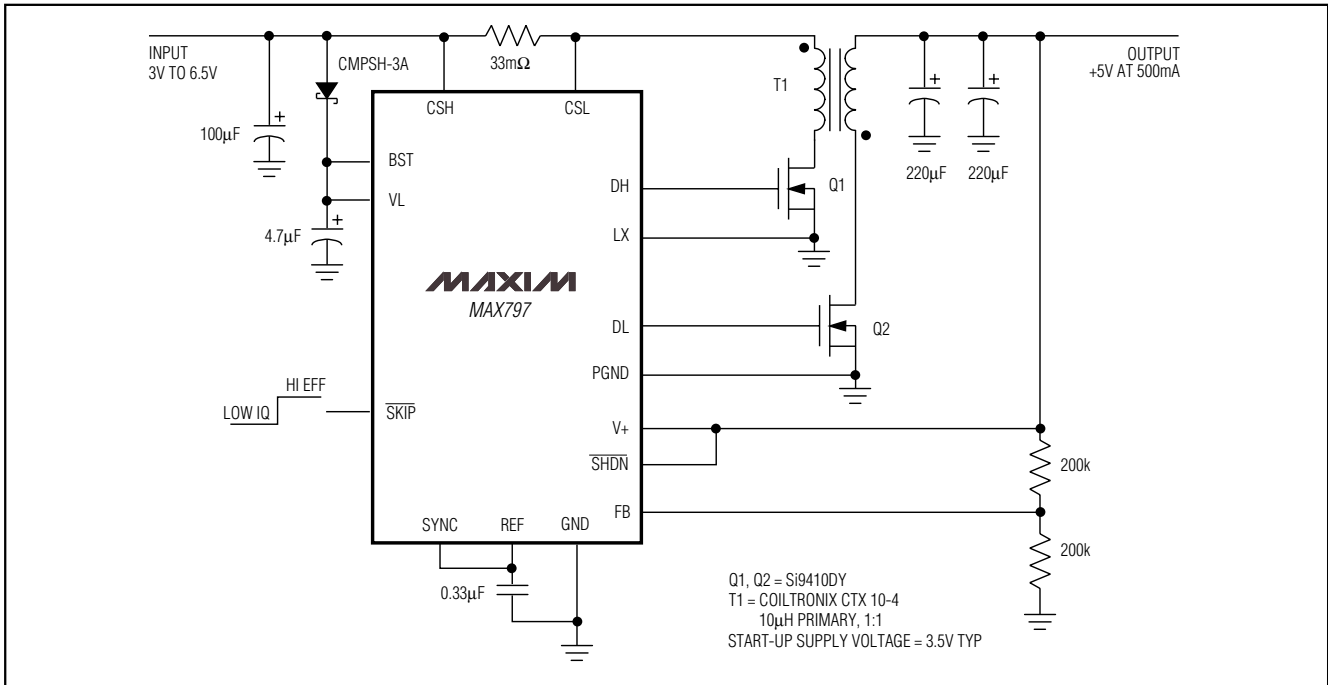 INPUT
3V TO 6.5V
CMPSH-3A
33mΩ
T1
OUTPUT
+5V AT 500mA
+
100µF
+
220µF
+
220µF
CSH
CSL
BST
VL
+
4.7µF
DH
Q1
LX
MAXIM
MAX797
DL
Q2
PGND
HI EFF
LOW IQ
SKIP
V+
SHDN
200k
FB
SYNC
REF
GND
200k
0.33µF
Q1, Q2 = Si9410DY
T1 = COILTRONIX CTX 10-4
10µH PRIMARY, 1:1
START-UP SUPPLY VOLTAGE = 3.5V TYP